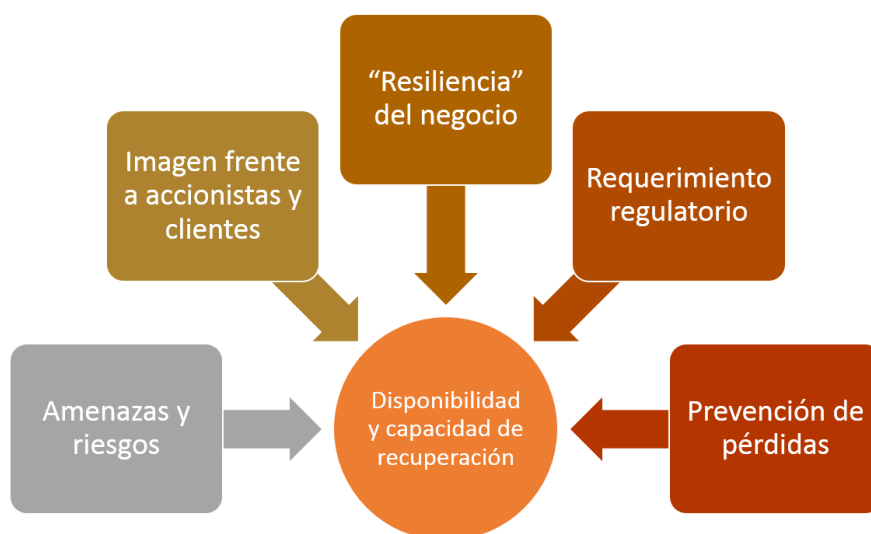 “Resiliencia”
del negocio
Imagen frente
a accionistas y
clientes
Requerimiento
regulatorio
Amenazas y
riesgos
Disponibilidad
y capacidad de
recuperación
Prevención de
pérdidas